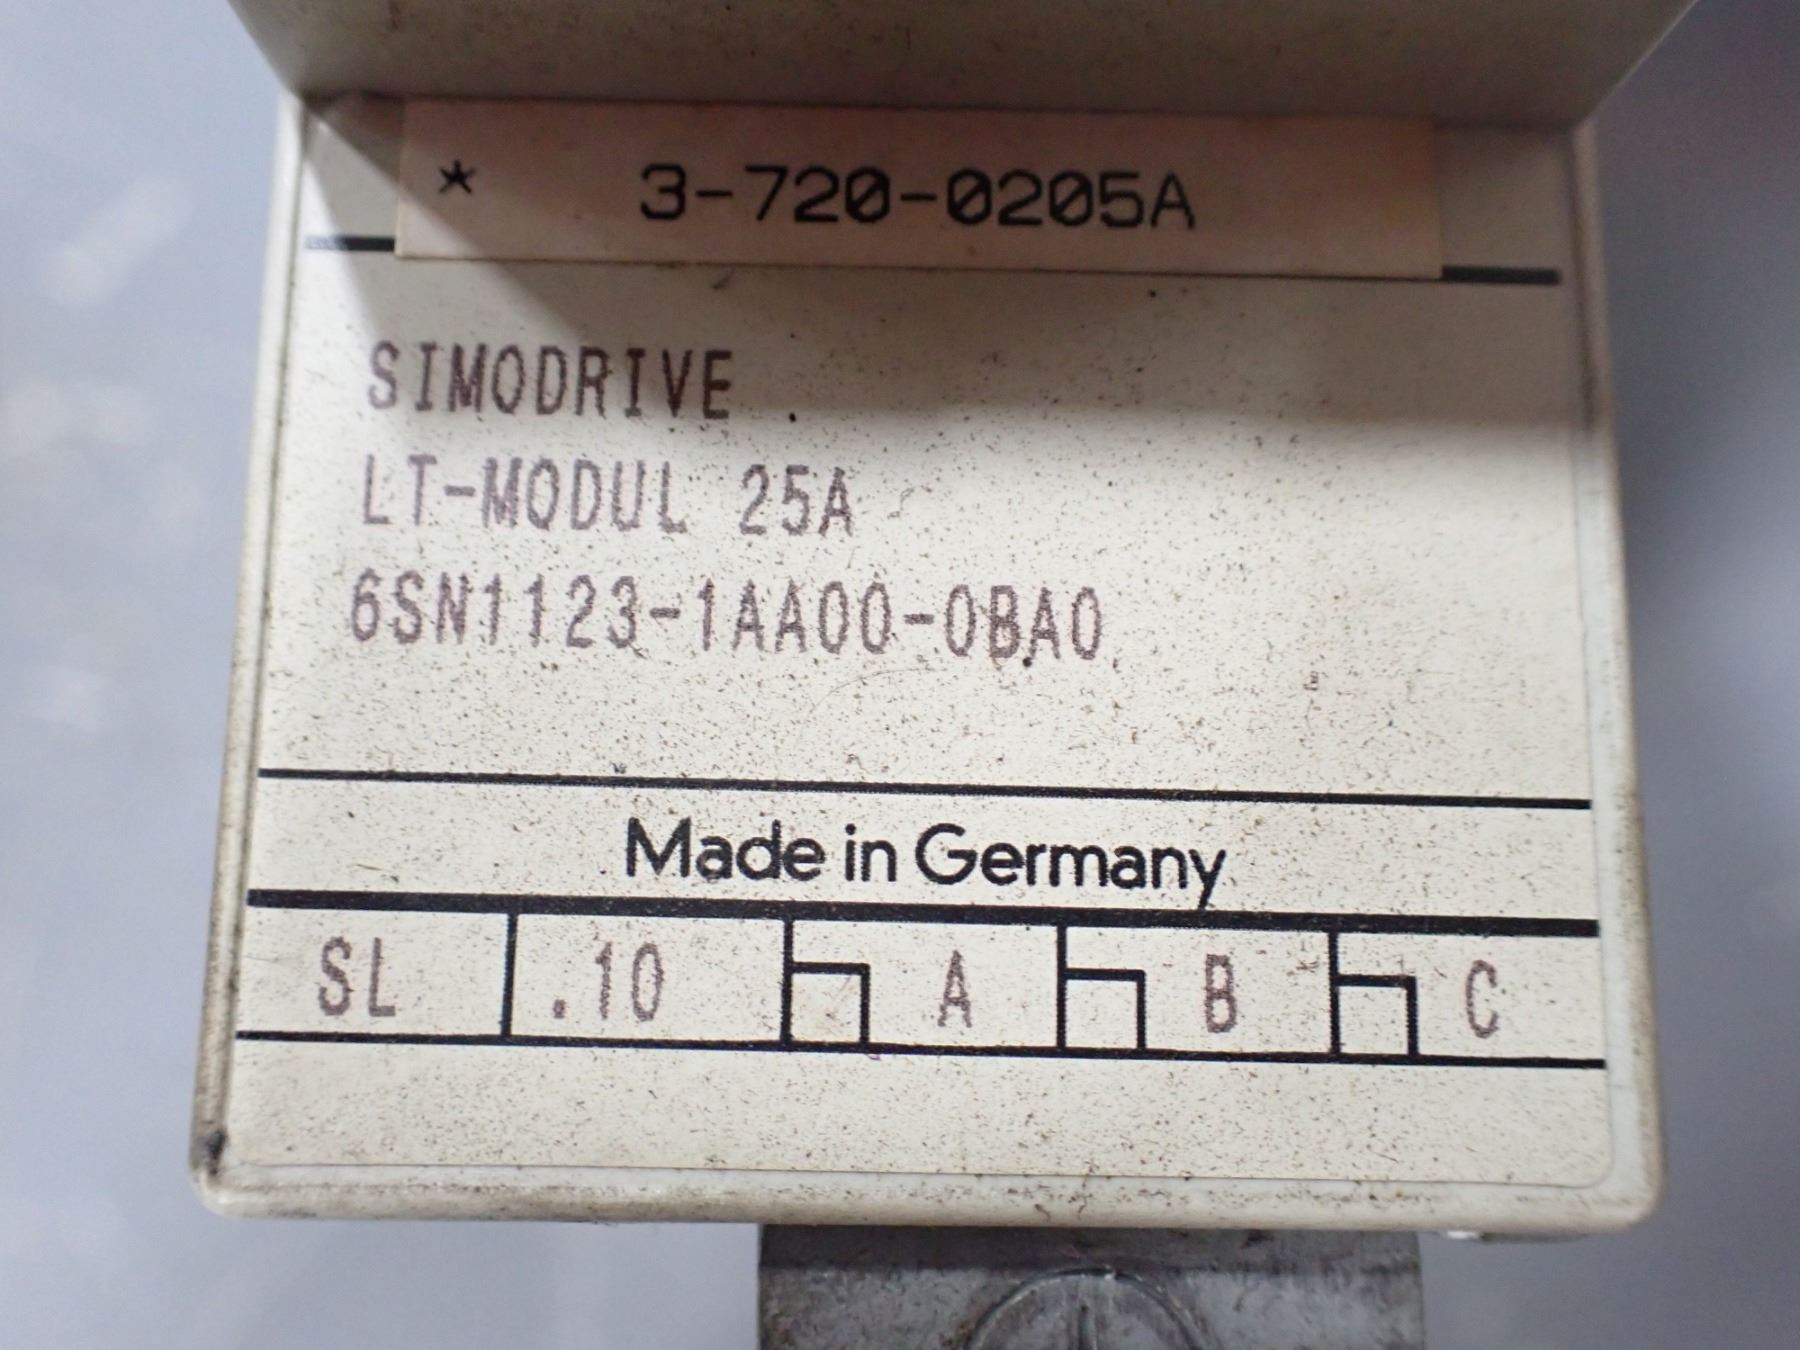 * 3-720-0205A
SIMODRIVE
LT-MODUL 25A
6SN1123-1AA00-0BA0
Made in Germany
SL .10 A B C